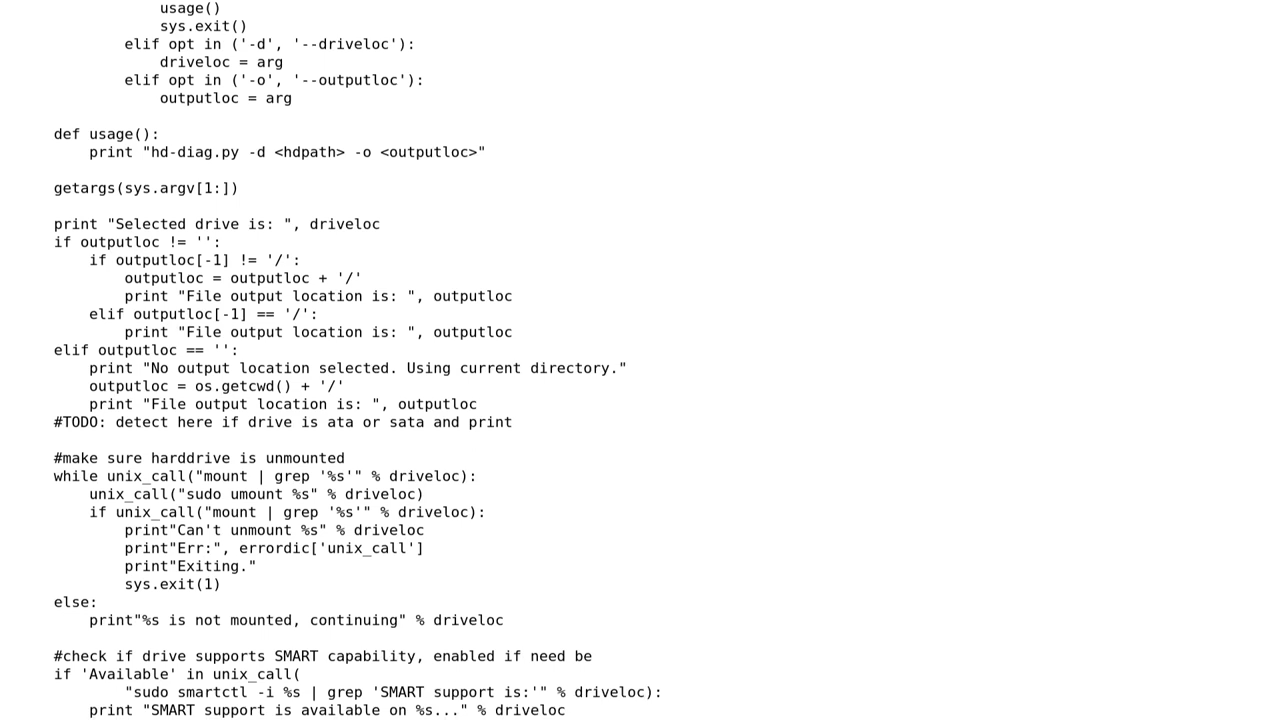 usage()
            sys.exit()
        elif opt in ('-d', '--driveloc'):
            driveloc = arg
        elif opt in ('-o', '--outputloc'):
            outputloc = arg

def usage():
    print "hd-diag.py -d <hdpath> -o <outputloc>"

getargs(sys.argv[1:])

print "Selected drive is: ", driveloc
if outputloc != '':
    if outputloc[-1] != '/':
        outputloc = outputloc + '/'
        print "File output location is: ", outputloc
    elif outputloc[-1] == '/':
        print "File output location is: ", outputloc
elif outputloc == '':
    print "No output location selected. Using current directory."
    outputloc = os.getcwd() + '/'
    print "File output location is: ", outputloc
#TODO: detect here if drive is ata or sata and print

#make sure harddrive is unmounted
while unix_call("mount | grep '%s'" % driveloc):
    unix_call("sudo umount %s" % driveloc)
    if unix_call("mount | grep '%s'" % driveloc):
        print"Can't unmount %s" % driveloc
        print"Err:", errordic['unix_call']
        print"Exiting."
        sys.exit(1)
else:
    print"%s is not mounted, continuing" % driveloc

#check if drive supports SMART capability, enabled if need be
if 'Available' in unix_call(
        "sudo smartctl -i %s | grep 'SMART support is:'" % driveloc):
    print "SMART support is available on %s..." % driveloc